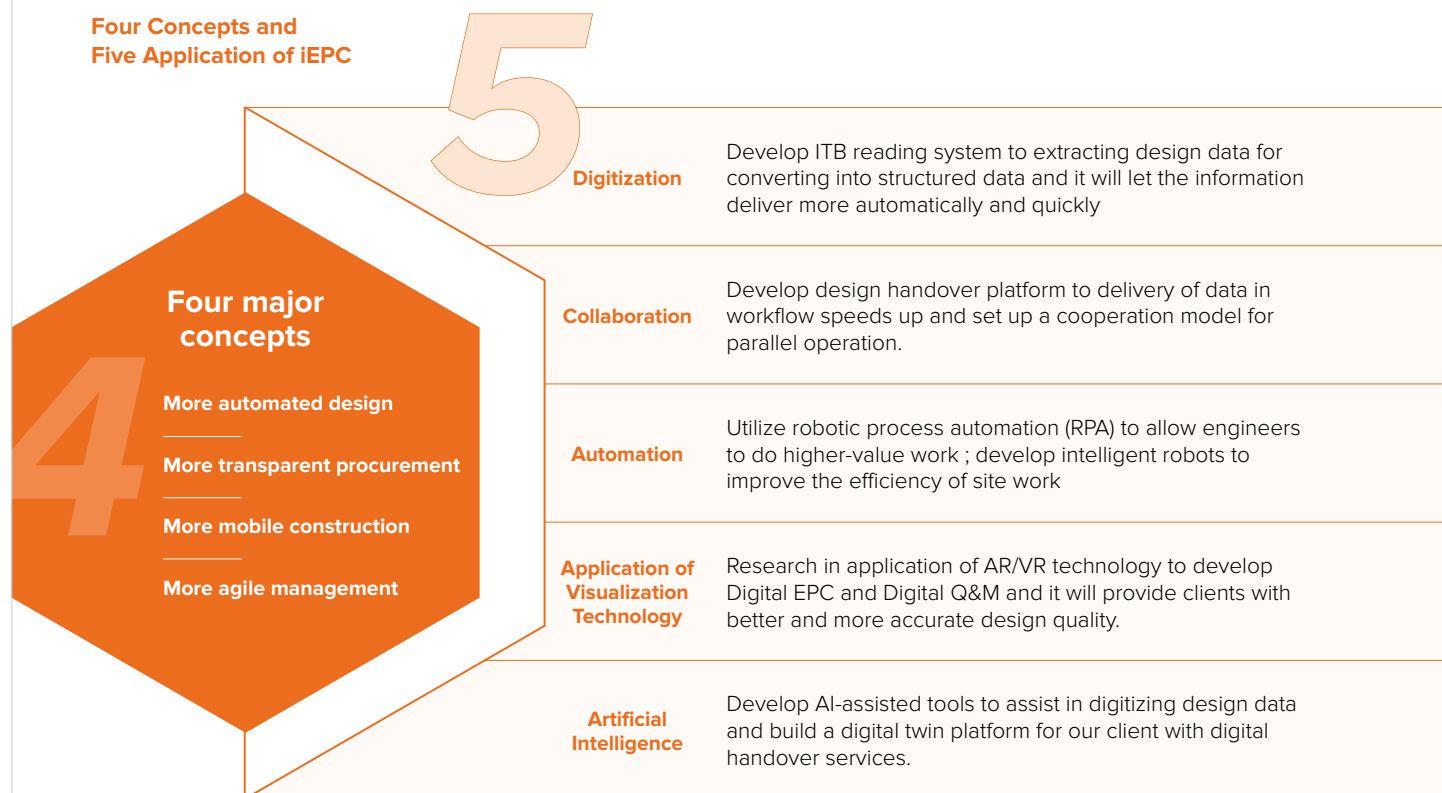 Four Concepts and
Five Application of iEPC
5
4
Four major
concepts
More automated design
More transparent procurement
More mobile construction
More agile management
Digitization
Develop ITB reading system to extracting design data for
converting into structured data and it will let the information
deliver more automatically and quickly
Collaboration
Develop design handover platform to delivery of data in
workflow speeds up and set up a cooperation model for
parallel operation.
Automation
Utilize robotic process automation (RPA) to allow engineers
to do higher-value work ; develop intelligent robots to
improve the efficiency of site work
Application of
Visualization
Technology
Research in application of AR/VR technology to develop
Digital EPC and Digital Q&M and it will provide clients with
better and more accurate design quality.
Artificial
Intelligence
Develop AI-assisted tools to assist in digitizing design data
and build a digital twin platform for our client with digital
handover services.